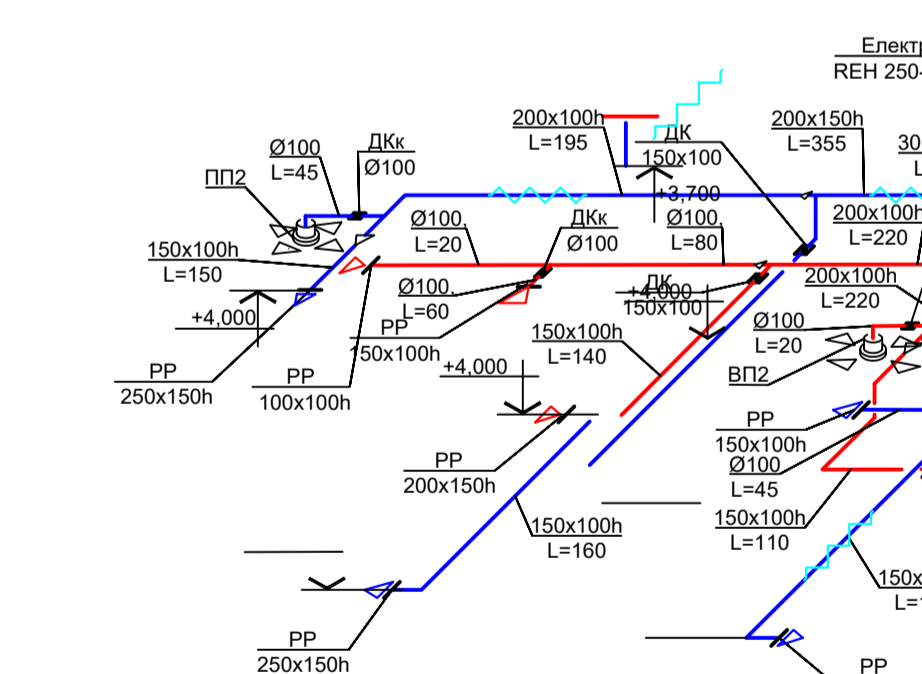 Електр
REH 250-
200x100h
L=195
ДК
150x100
200x150h
L=355
30
L
Ø100
L=45
ДКк
Ø100
ПП2
+3,700
Ø100.
L=20
ДКк
Ø100
Ø100.
L=80
200x100h
L=220
150x100h
L=150
ДК
+4,000
150x100
200x100h
L=220
Ø100.
L=60
+4,000
PP
150x100h
150x100h
L=140
Ø100
L=20
PP
250x150h
PP
100x100h
+4,000
ВП2
PP
150x100h
PP
200x150h
Ø100
L=45
150x100h
L=160
150x100h
L=110
150x
L=
PP
250x150h
PP